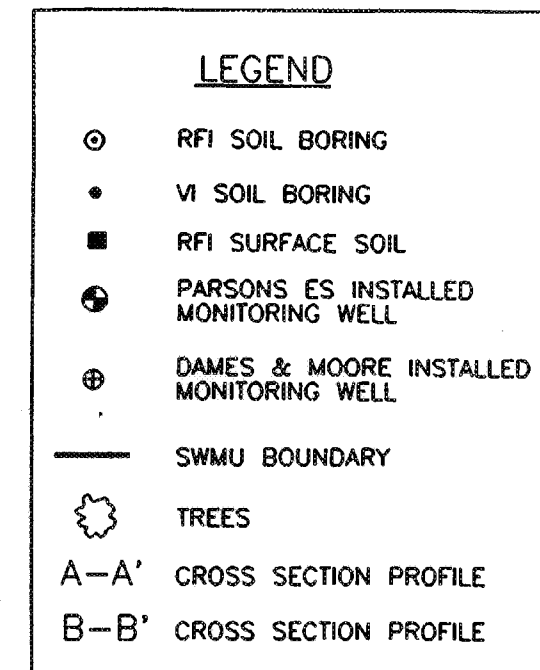 LEGEND
RFI SOIL BORING
VI SOIL BORING
RFI SURFACE SOIL
PARSONS ES INSTALLED
MONITORING WELL
DAMES & MOORE INSTALLED
MONITORING WELL
SWMU BOUNDARY
TREES
A-A' CROSS SECTION PROFILE
B-B' CROSS SECTION PROFILE